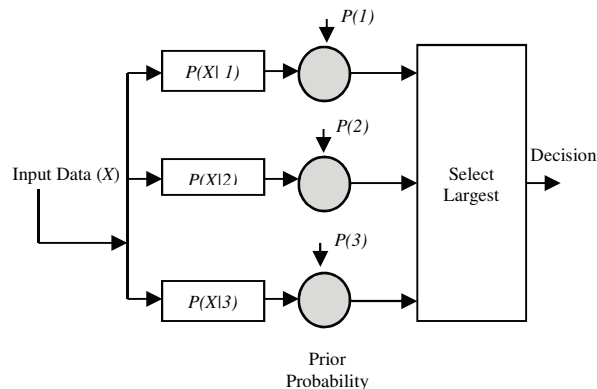 P(1)
P(X| 1)
P(2)
Input Data (X)
P(X|2)
Select
Largest
Decision
P(3)
P(X|3)
Prior
Probability